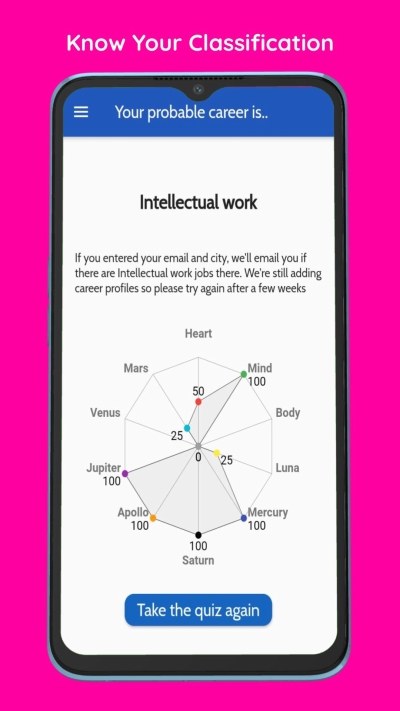 Know Your Classification
Your probable career is..
Intellectual work
If you entered your email and city, we'll email you if
there are Intellectual work jobs there. We're still adding
career profiles so please try again after a few weeks
Heart
Mars
Mind
100
50
Venus
Body
25
0
25
Jupiter
100
Luna
Apollo
100
Mercury
100
100
Saturn
Take the quiz again